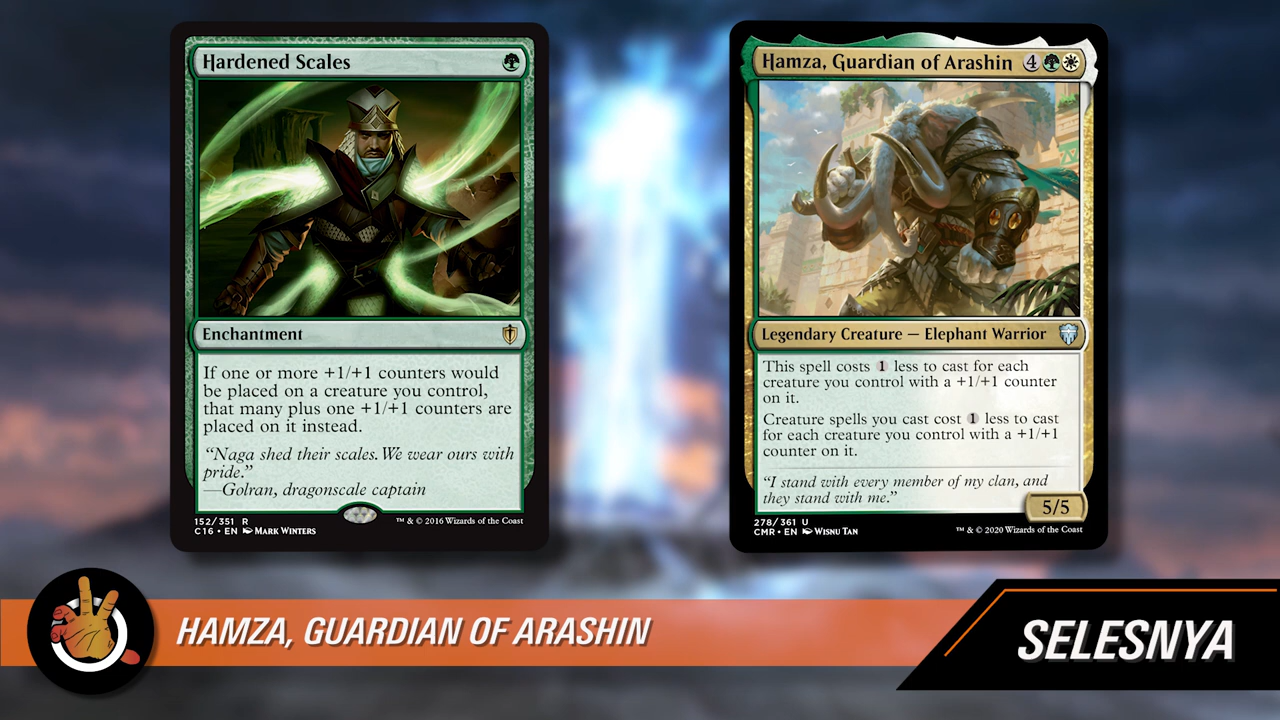 Hardened Scales
Enchantment
If one or more +1/+1 counters would
be placed on a creature you control,
that many plus one +1/+1 counters are
placed on it instead.
“Naga shed their scales. We wear ours with
pride.”
—Golran, dragonscale captain
152/351 R
C16 • EN MARK WINTERS
™ & © 2016 Wizards of the Coast
Hamza, Guardian of Arashin 4
Legendary Creature — Elephant Warrior
This spell costs 1 less to cast for each
creature you control with a +1/+1 counter
on it.
Creature spells you cast cost 1 less to cast
for each creature you control with a +1/+1
counter on it.
“I stand with every member of my clan, and
they stand with me.”
5/5
278/361 U
CMR • EN WISNU TAN
™ & © 2020 Wizards of the Coast
HAMZA, GUARDIAN OF ARASHIN
SELESNYA